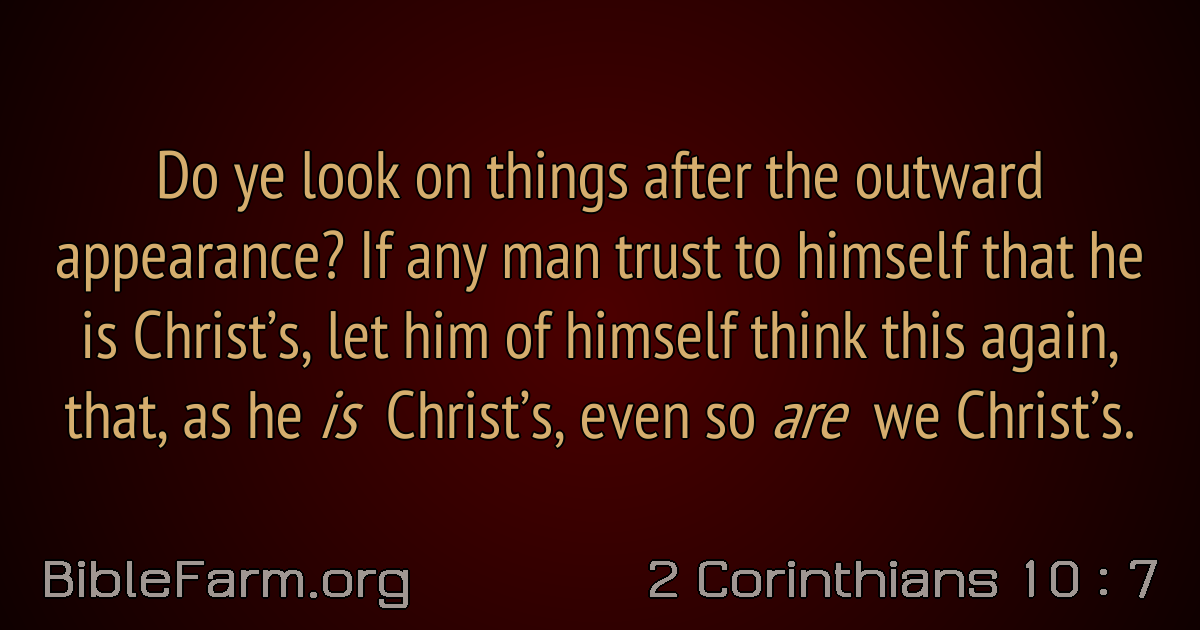 Do ye look on things after the outward
appearance? If any man trust to himself that he
is Christ’s, let him of himself think this again,
that, as he is Christ’s, even so are we Christ’s.
BibleFarm.org
2 Corinthians 10 : 7